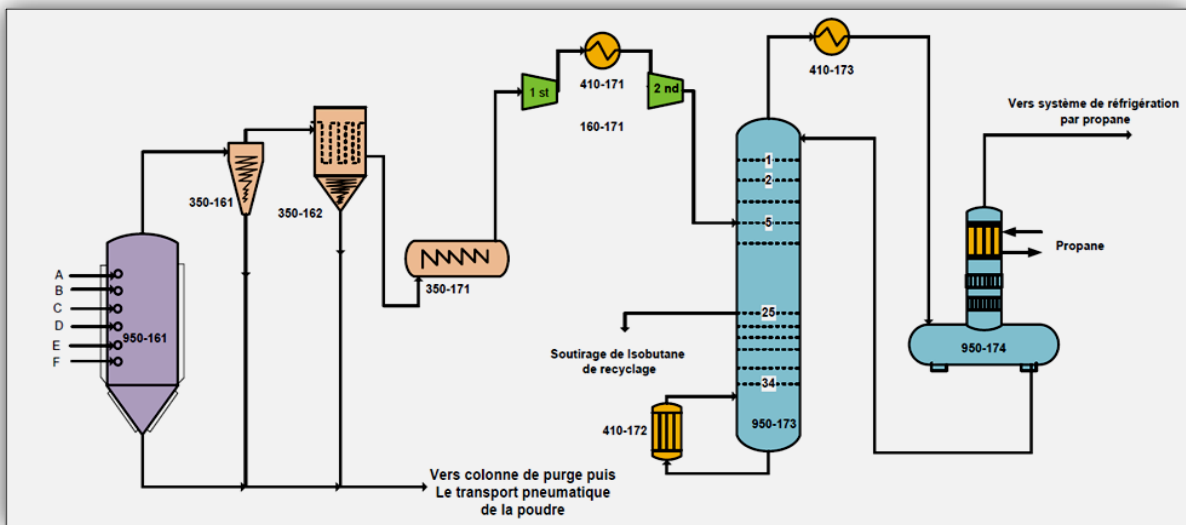 410-173
1 st
410-171
2 nd
160-171
Vers système de réfrigération
par propane
350-161
350-162
1
2
5
Propane
350-171
A
B
C
D
E
F
950-161
25
Soutirage de Isobutane
de recyclage
34
950-174
410-172
950-173
Vers colonne de purge puis
Le transport pneumatique
de la poudre